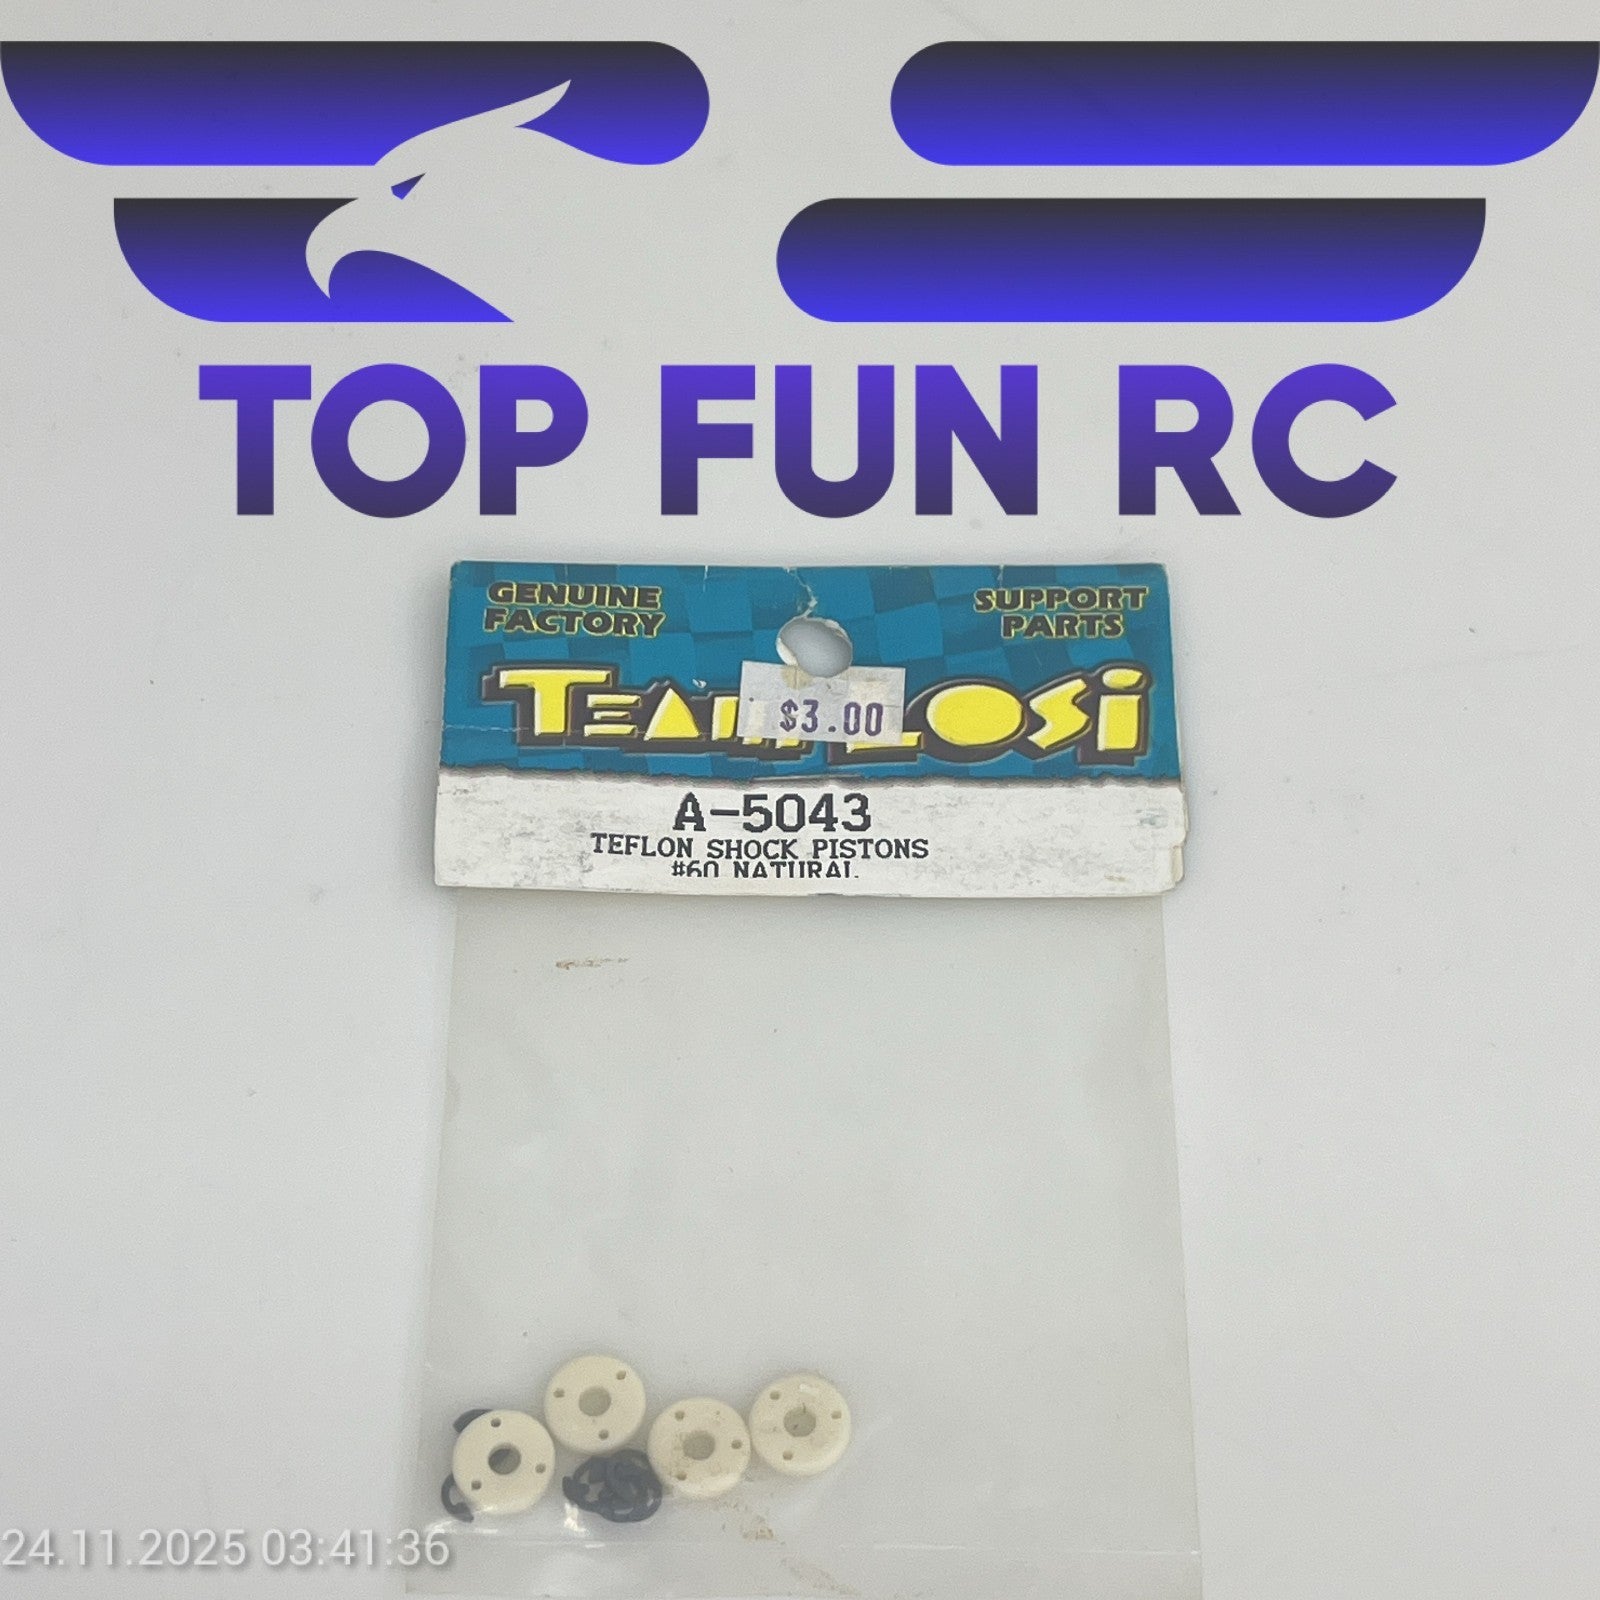 TOP FUN RC
GENUINE
FACTORY
SUPPORT
PARTS
TEAM LOSI
$3.00
A-5043
TEFLON SHOCK PISTONS
#60 NATURAL
24.11.2025 03:41:36